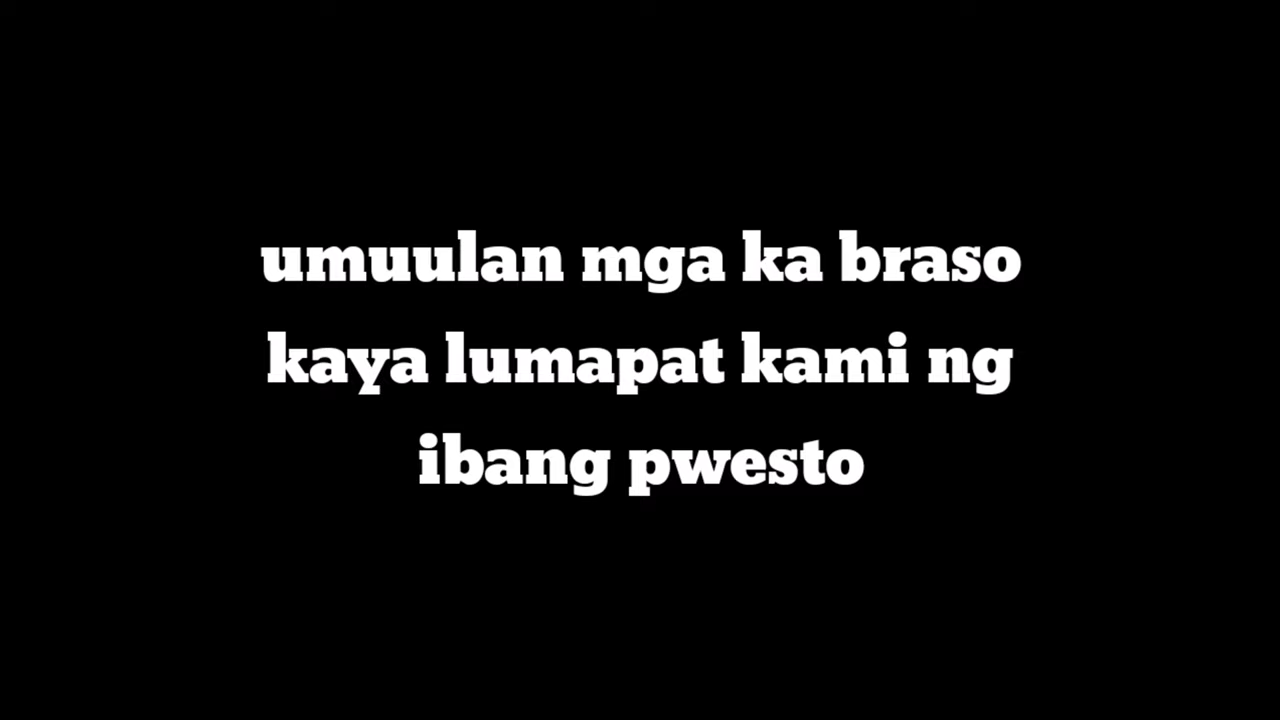 umuulan mga ka braso
kaya lumapat kami ng
ibang pwesto